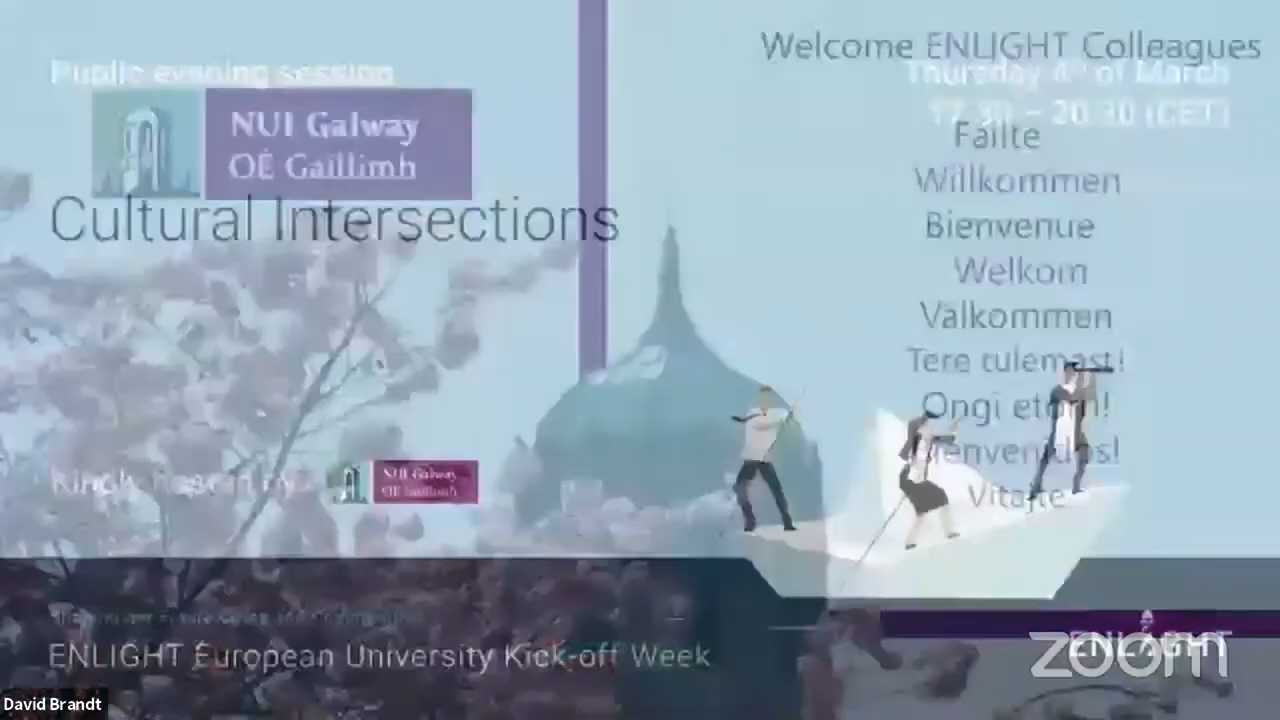 Public evening session
NUI Galway
OÉ Gaillimh
Cultural Intersections
Welcome ENLIGHT Colleagues
Thursday 4th of March
17.30 – 20.30 (CET)
Fáilte
Willkommen
Bienvenue
Welkom
Välkommen
Tere tulemast!
Ongi etorri!
Bienvenidos!
Vitajte
NUI Galway
OÉ Gaillimh
ENLIGHT European University Kick-off Week
ENLIGHT
zoom
David Brandt